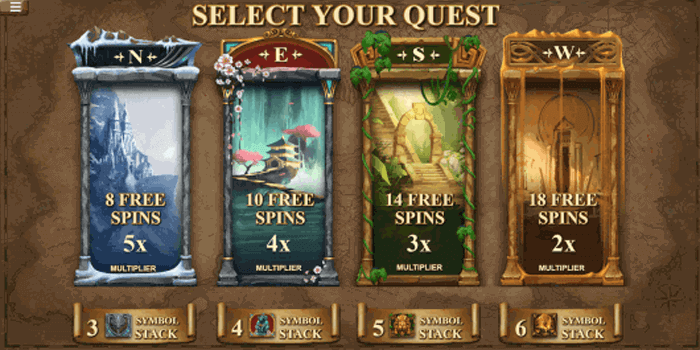 SELECT YOUR QUEST
N
8 FREE
SPINS
5x
MULTIPLIER
3 SYMBOL
STACK
E
10 FREE
SPINS
4x
MULTIPLIER
4 SYMBOL
STACK
S
14 FREE
SPINS
3x
MULTIPLIER
5 SYMBOL
STACK
W
18 FREE
SPINS
2x
MULTIPLIER
6 SYMBOL
STACK